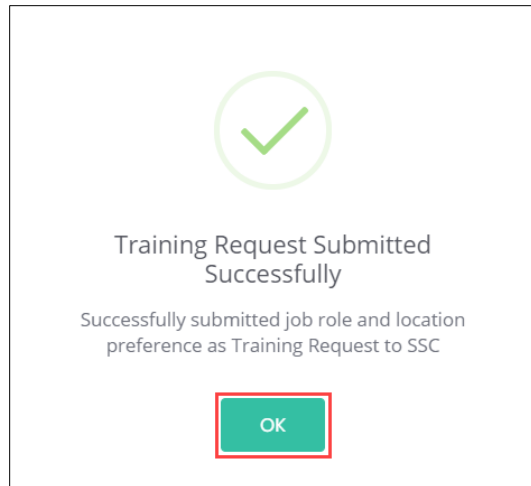 Training Request Submitted
Successfully
Successfully submitted job role and location
preference as Training Request to SSC
OK